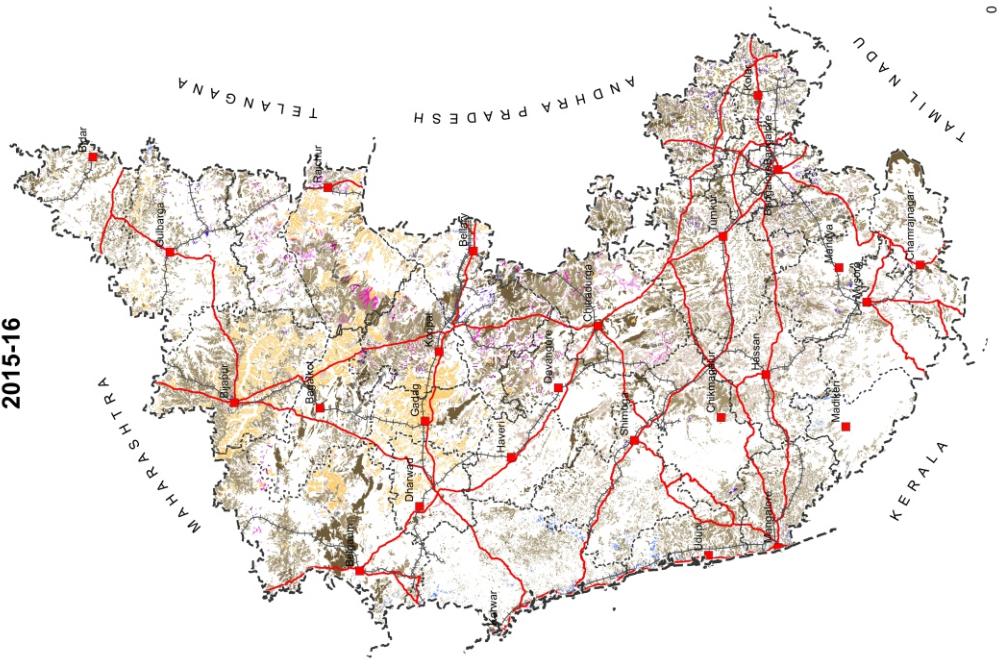 2015-16
MAHARASHTRA
TELANGANA
ANDHRA PRADESH
TAMIL NADU
KERALA
Bidar
Gulbarga
Raichur
Bijapur
Bagalkot
Koppal
Bellary
Gadag
Dharwad
Belgaum
Haveri
Davangere
Chitradurga
Karwar
Shimoga
Chikmagalur
Hassan
Tumkur
Kolar
Udupi
Mangalore
Madikeri
Mandya
Mysore
Chamrajnagar
0